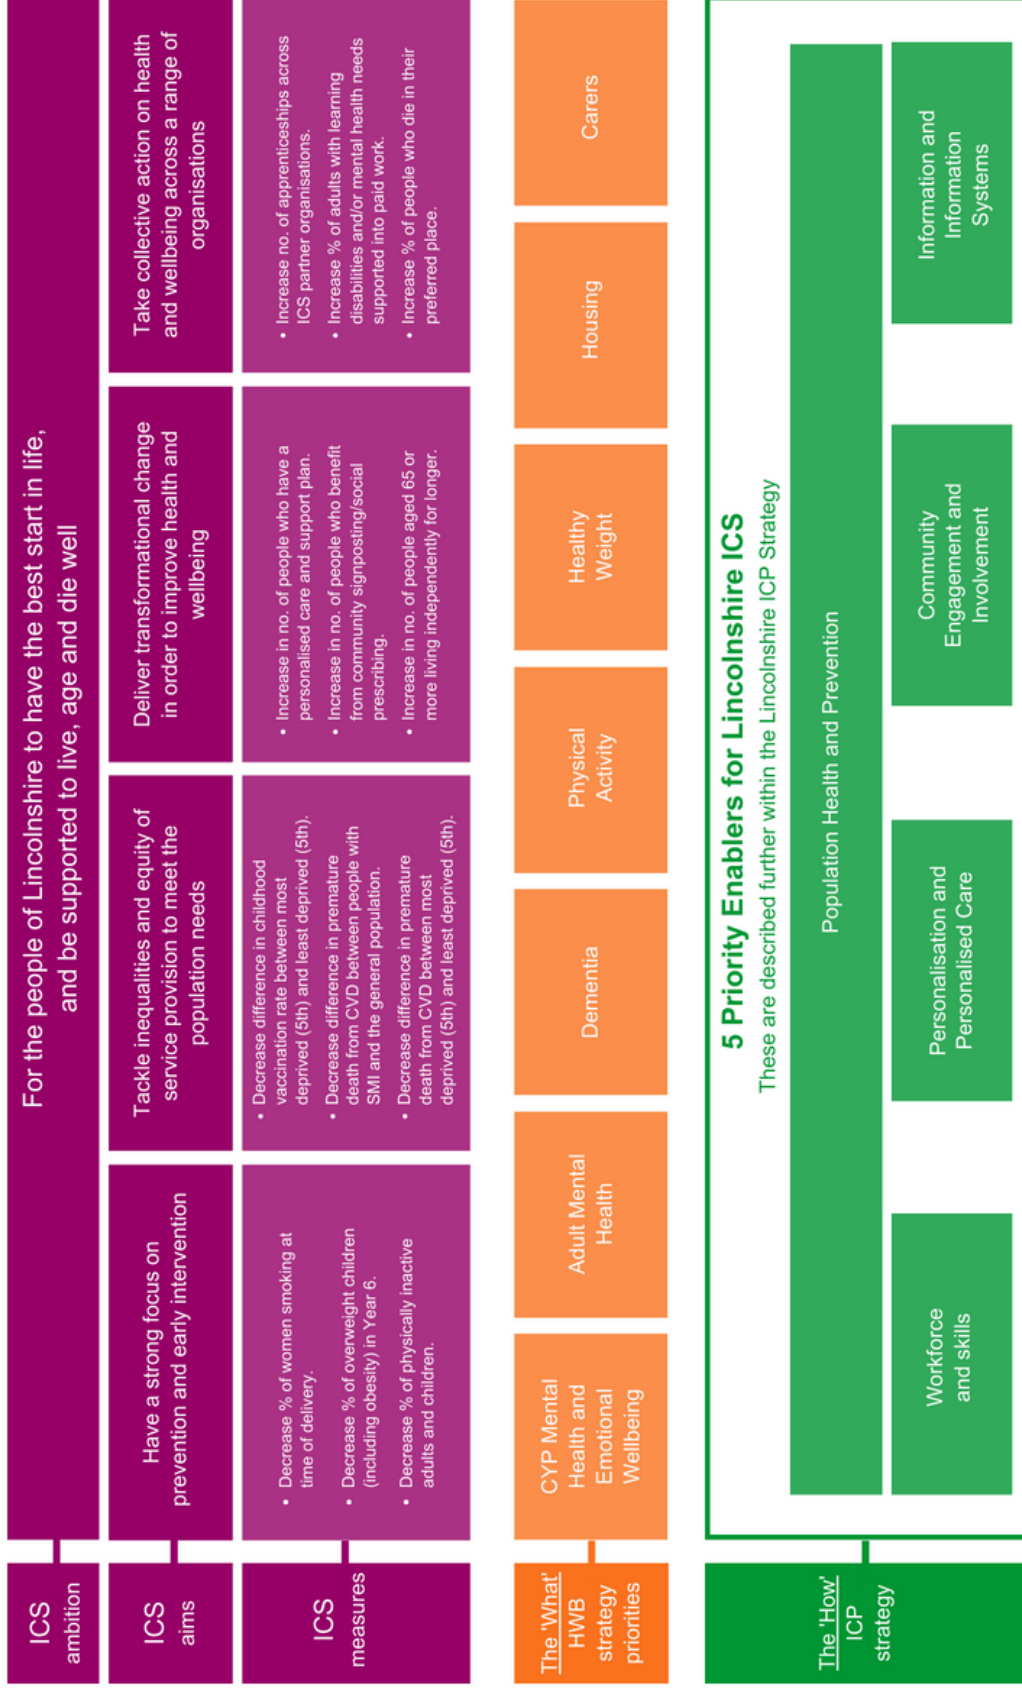 ICS
ambition
For the people of Lincolnshire to have the best start in life,
and be supported to live, age and die well
ICS
aims
Have a strong focus on
prevention and early intervention
Tackle inequalities and equity of
service provision to meet the
population needs
Deliver transformational change
in order to improve health and
wellbeing
Take collective action on health
and wellbeing across a range of
organisations
ICS
measures
• Decrease % of women smoking at
time of delivery.
• Decrease % of overweight children
(including obesity) in Year 6.
• Decrease % of physically inactive
adults and children.
• Decrease difference in childhood
vaccination rate between most
deprived (5th) and least deprived (5th).
• Decrease difference in premature
death from CVD between people with
SMI and the general population.
• Decrease difference in premature
death from CVD between most
deprived (5th) and least deprived (5th).
• Increase in no. of people who have a
personalised care and support plan.
• Increase in no. of people who benefit
from community signposting/social
prescribing.
• Increase in no. of people aged 65 or
more living independently for longer.
• Increase no. of apprenticeships across
ICS partner organisations.
• Increase % of adults with learning
disabilities and/or mental health needs
supported into paid work.
• Increase % of people who die in their
preferred place.
The 'What'
HWB
strategy
priorities
CYP Mental
Health and
Emotional
Wellbeing
Adult Mental
Health
Dementia
Physical
Activity
Healthy
Weight
Housing
Carers
The 'How'
ICP
strategy
5 Priority Enablers for Lincolnshire ICS
These are described further within the Lincolnshire ICP Strategy
Population Health and Prevention
Workforce
and skills
Personalisation and
Personalised Care
Community
Engagement and
Involvement
Information and
Information
Systems